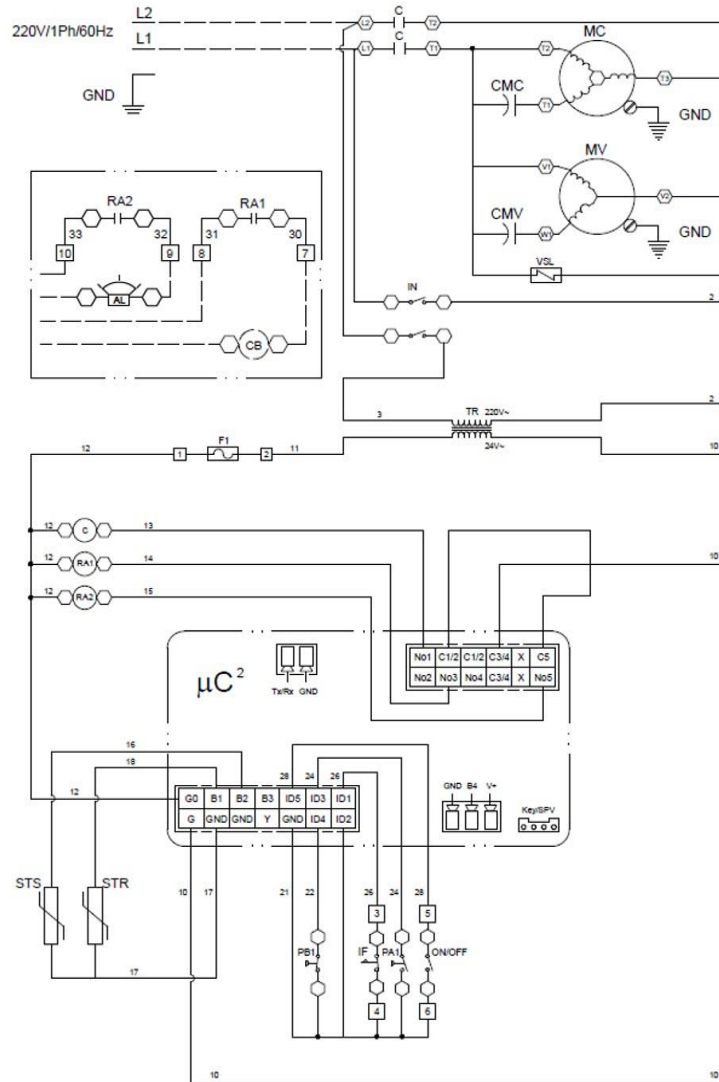 L2
220V/1Ph/60Hz
L1
GND
L2 C T2
L1 C T1
MC
T2
T3
CMC
T1
GND
MV
V1
V2
CMV
W1
GND
VSL
RA2
RA1
33 32 31 30
10 9 8 7
AL
CB
IN
2
3 TR 220V~ 2
24V~ 10
12 1 F1 2 11
12 C 13
12 RA1 14 10
12 RA2 15
μC²
Tx/Rx GND
No1 C1/2 C1/2 C3/4 X C5
No2 No3 No4 C3/4 X No5
16
18
28 24 26
12
G0 B1 B2 B3 ID5 ID3 ID1
G GND GND Y GND ID4 ID2
GND B4 V+
Key/SPV
STS STR
10 17 21 22 26 24 28
3 5
PB1 IF PA1 ON/OFF
4 6
17
10 10